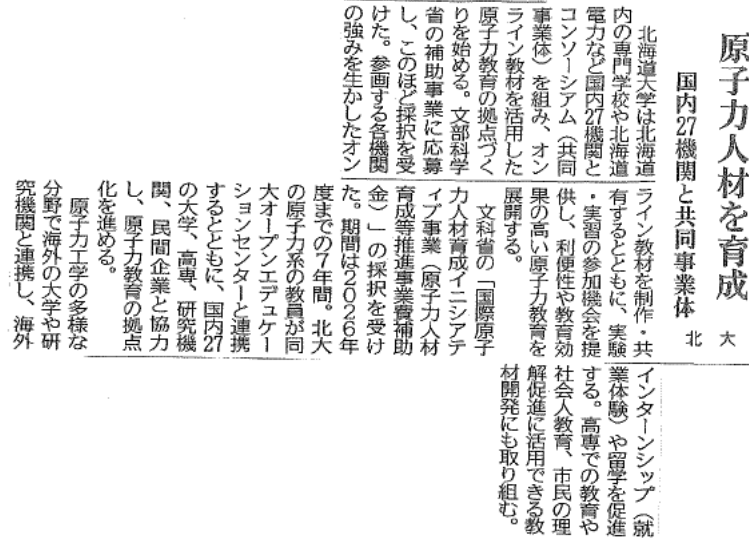 原子力人材を育成
国内27機関と共同事業体
北大
北海道大学は北海道
内の専門学校や北海道
電力など国内27機関と
コンソーシアム（共同
事業体）を組み、オン
ライン教材を活用した
原子力教育の拠点づく
りを始める。文部科学
省の補助事業に応募
し、このほど採択を受
けた。参画する各機関
の強みを生かしたオン
ライン教材を制作・共
有するとともに、実験
・実習の参加機会を提
供し、利便性や教育効
果の高い原子力教育を
展開する。
文科省の「国際原子
力人材育成イニシアテ
ィブ事業（原子力人材
育成等推進事業費補助
金）」の採択を受け
た。期間は2026年
度までの7年間。北大
の原子力系の教員が同
大オープンエデュケー
ションセンターと連携
するとともに、国内27
の大学、高専、研究機
関、民間企業と協力
し、原子力教育の拠点
化を進める。
原子力工学の多様な
分野で海外の大学や研
究機関と連携し、海外
インターンシップ（就
業体験）や留学を促進
する。高専での教育や
社会人教育、市民の理
解促進に活用できる教
材開発にも取り組む。